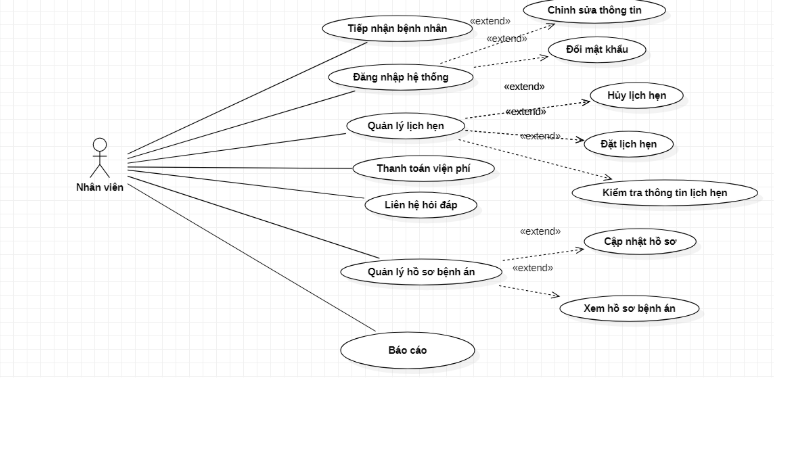 Chỉnh sửa thông tin
Tiếp nhận bệnh nhân
«extend»
«extend»
Đổi mật khẩu
Đăng nhập hệ thống
«extend»
Hủy lịch hẹn
«extend»
Quản lý lịch hẹn
«extend»
Đặt lịch hẹn
Thanh toán viện phí
Nhân viên
Kiểm tra thông tin lịch hẹn
Liên hệ hỏi đáp
«extend»
Cập nhật hồ sơ
«extend»
Quản lý hồ sơ bệnh án
Xem hồ sơ bệnh án
Báo cáo